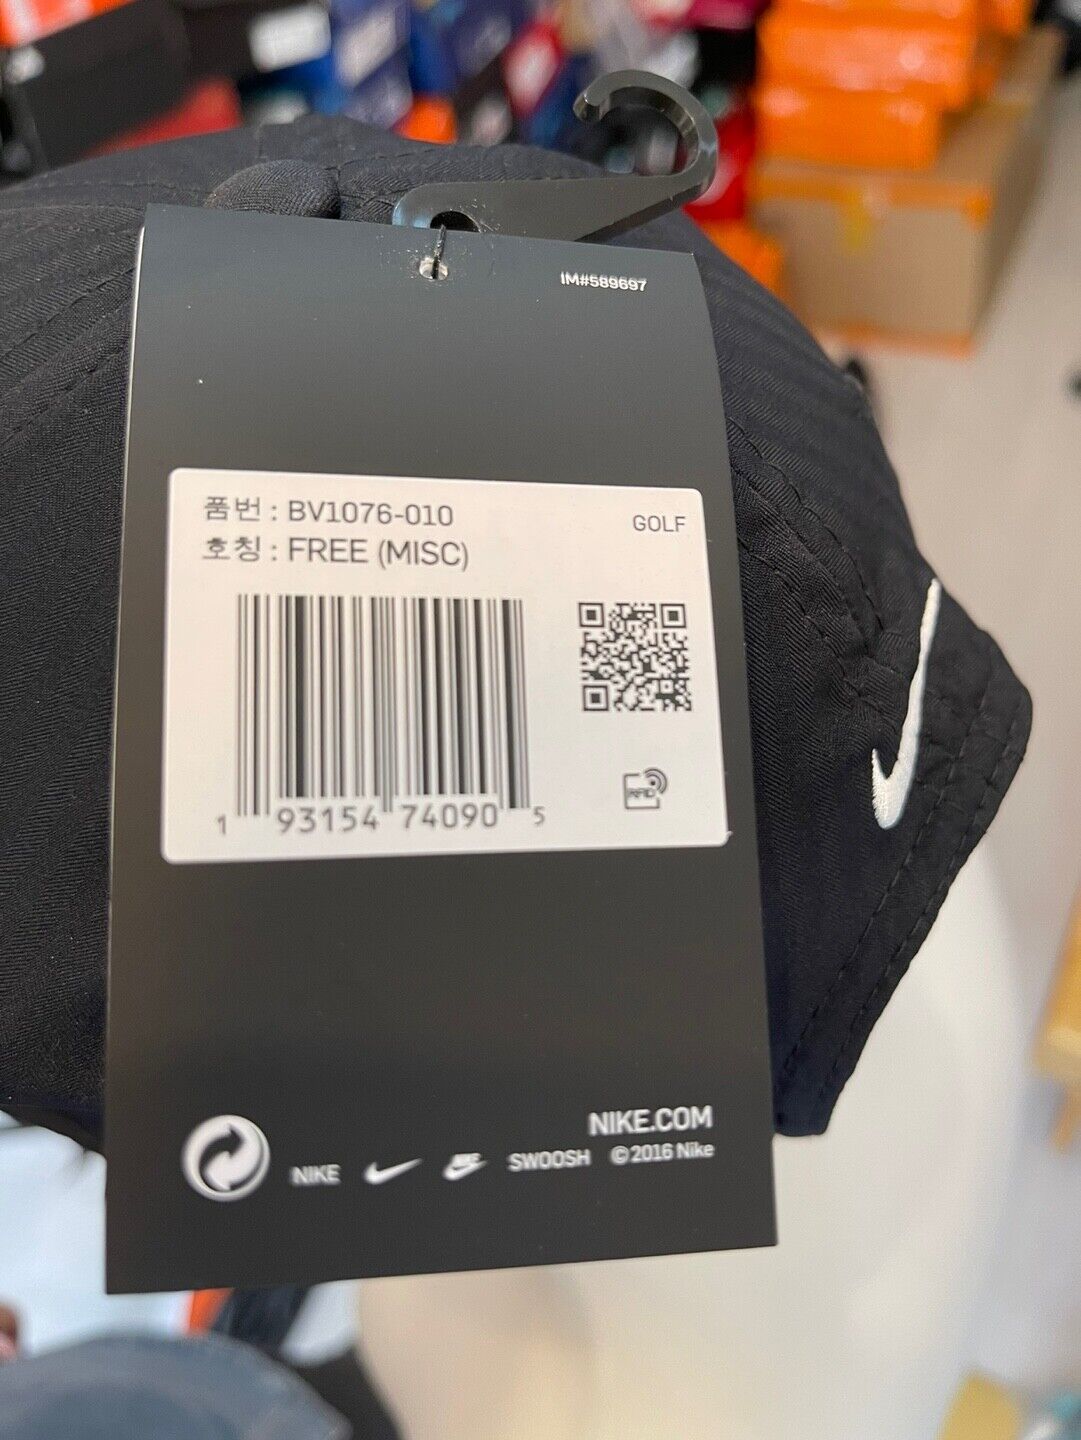 IM#589697
품번 : BV1076-010
GOLF
호칭 : FREE (MISC)
1 93154 74090 5
RFID
NIKE.COM
NIKE SWOOSH ©2016 Nike